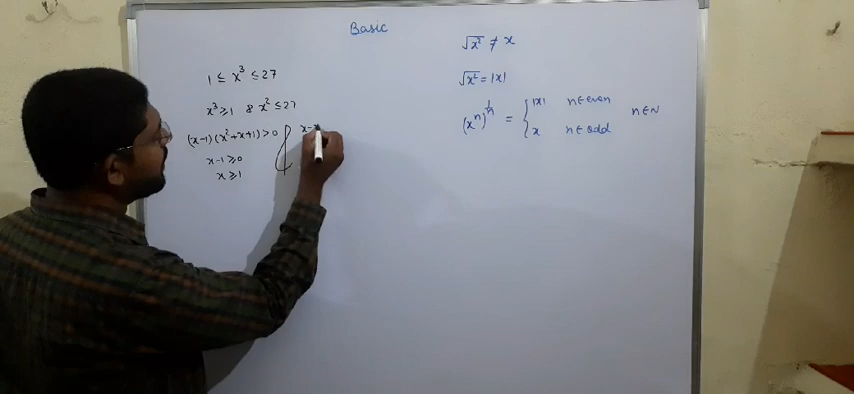 Basic
1 ≤ x³ ≤ 27
x³ ≥ 1 & x² ≤ 27
(x-1)(x²+x+1) > 0 & x-
x-1 ≥ 0
x ≥ 1
√x² ≠ x
√x² = |x|
(xⁿ)^(1/n) = { |x| n ∈ even
x n ∈ odd
n ∈ N